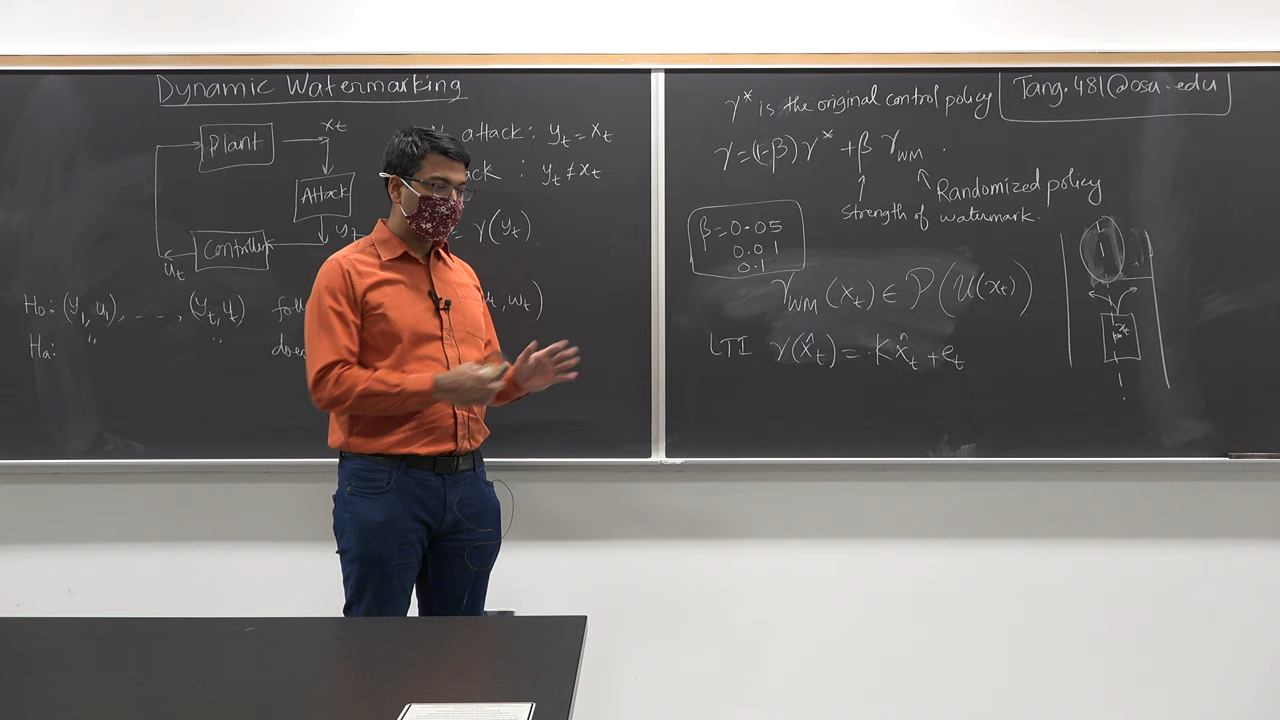 Dynamic Watermarking
Plant
xt
Attack
yt
Controller
ut
attack: yt = xt
: yt ≠ xt
= γ(yt)
H0: (y1, u1), ..., (yt, ut)
, wt)
Ha: " "
γ* is the original control policy
Tang.481@osu.edu
γ = (1-β) γ* + β γWM .
Randomized policy
strength of watermark.
β = 0.05
0.01
0.1
γWM (xt) ∈ P(U(xt))
LTI γ(x̂t) = Kx̂t + et